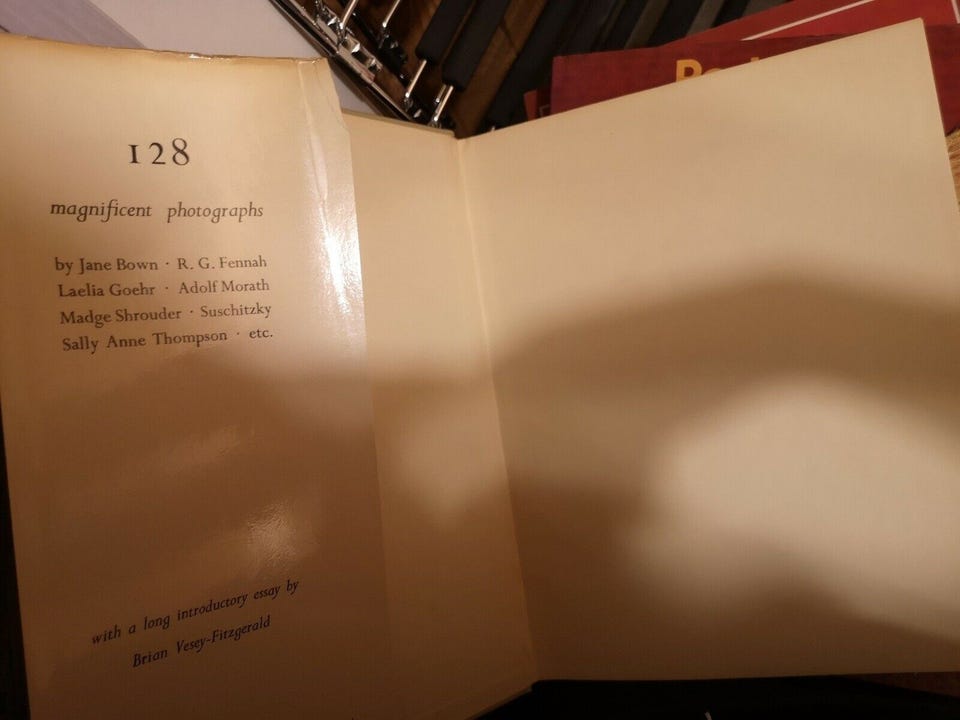 128
magnificent photographs
by Jane Bown · R. G. Fennah
Laelia Goehr · Adolf Morath
Madge Shrouder · Suschitzky
Sally Anne Thompson · etc.
with a long introductory essay by
Brian Vesey-Fitzgerald